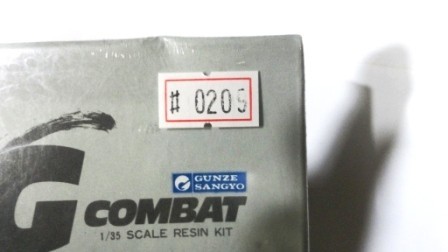 # 0205
GUNZE
SANGYO
G COMBAT
1/35 SCALE RESIN KIT